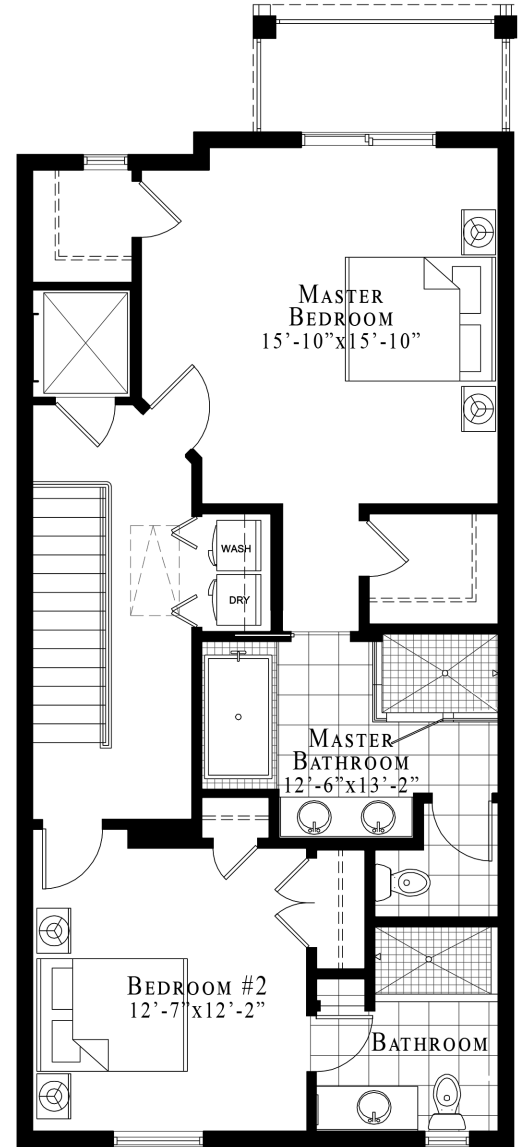 Master
Bedroom
15’-10”x15’-10”
WASH
DRY
Master
Bathroom
12’-6”x13’-2”
Bedroom #2
12’-7”x12’-2”
Bathroom